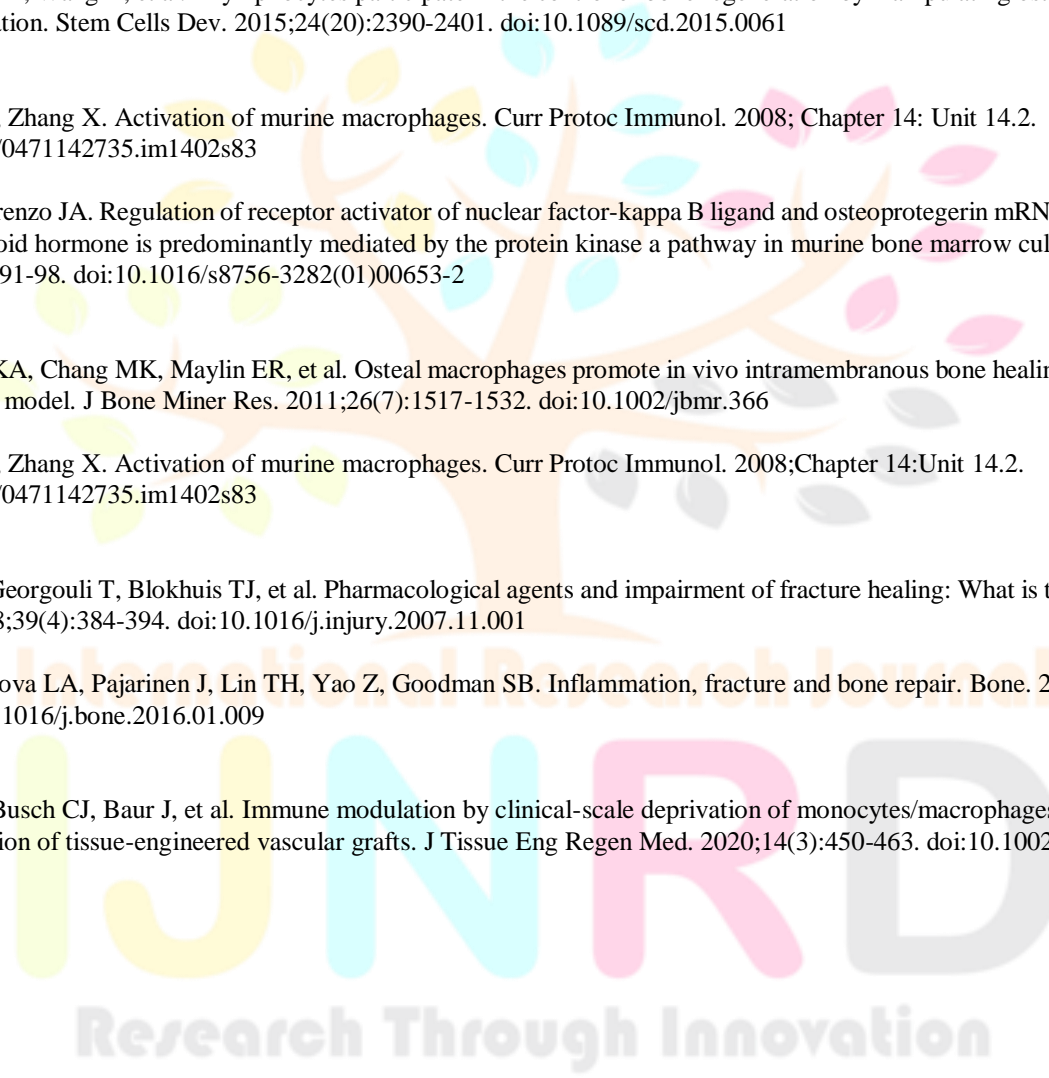 ation. Stem Cells Dev. 2015;24(20):2390-2401. doi:10.1089/scd.2015.0061
Zhang X. Activation of murine macrophages. Curr Protoc Immunol. 2008; Chapter 14: Unit 14.2.
/0471142735.im1402s83
renzo JA. Regulation of receptor activator of nuclear factor-kappa B ligand and osteoprotegerin mRN
oid hormone is predominantly mediated by the protein kinase a pathway in murine bone marrow cul
91-98. doi:10.1016/s8756-3282(01)00653-2
KA, Chang MK, Maylin ER, et al. Osteal macrophages promote in vivo intramembranous bone healin
model. J Bone Miner Res. 2011;26(7):1517-1532. doi:10.1002/jbmr.366
Zhang X. Activation of murine macrophages. Curr Protoc Immunol. 2008;Chapter 14:Unit 14.2.
/0471142735.im1402s83
Georgouli T, Blokhuis TJ, et al. Pharmacological agents and impairment of fracture healing: What is t
8;39(4):384-394. doi:10.1016/j.injury.2007.11.001
International Research Journal
ova LA, Pajarinen J, Lin TH, Yao Z, Goodman SB. Inflammation, fracture and bone repair. Bone. 2
1016/j.bone.2016.01.009
IJNRD
Busch CJ, Baur J, et al. Immune modulation by clinical-scale deprivation of monocytes/macrophages
ion of tissue-engineered vascular grafts. J Tissue Eng Regen Med. 2020;14(3):450-463. doi:10.1002
Research Through Innovation